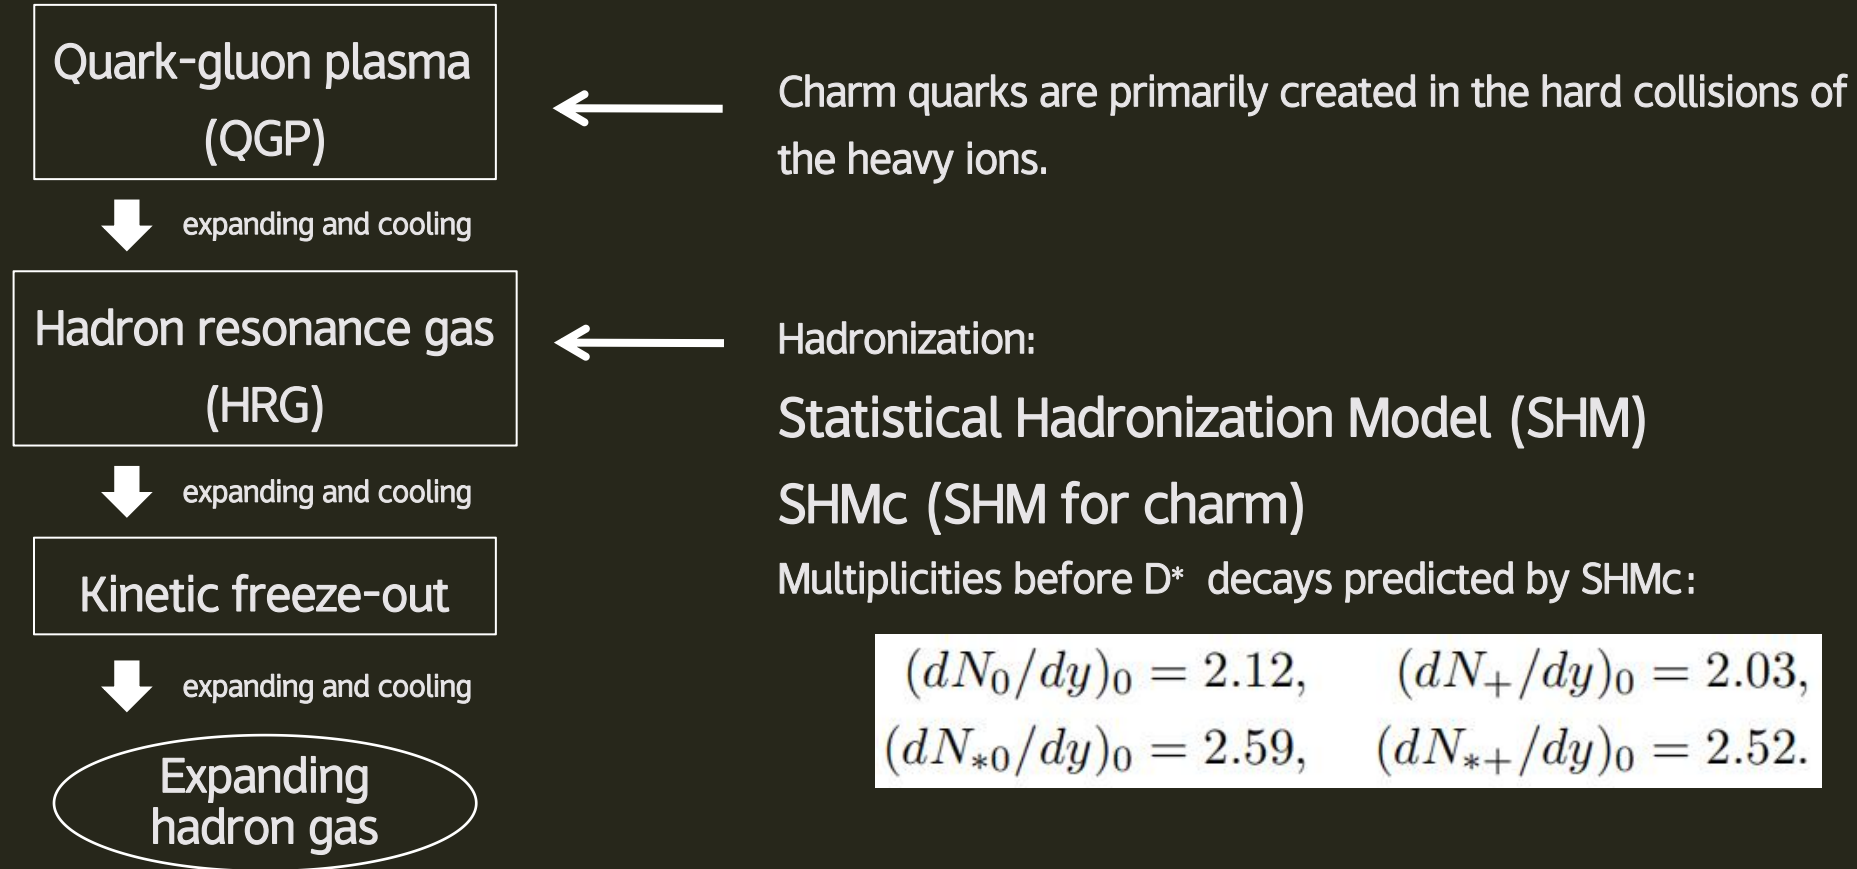 Quark-gluon plasma
(QGP)
expanding and cooling
Hadron resonance gas
(HRG)
expanding and cooling
Kinetic freeze-out
expanding and cooling
Expanding
hadron gas
Charm quarks are primarily created in the hard collisions of
the heavy ions.
Hadronization:
Statistical Hadronization Model (SHM)
SHMc (SHM for charm)
Multiplicities before D* decays predicted by SHMc:
(dN₀/dy)₀ = 2.12, (dN₊/dy)₀ = 2.03,
(dN∗₀/dy)₀ = 2.59, (dN∗₊/dy)₀ = 2.52.